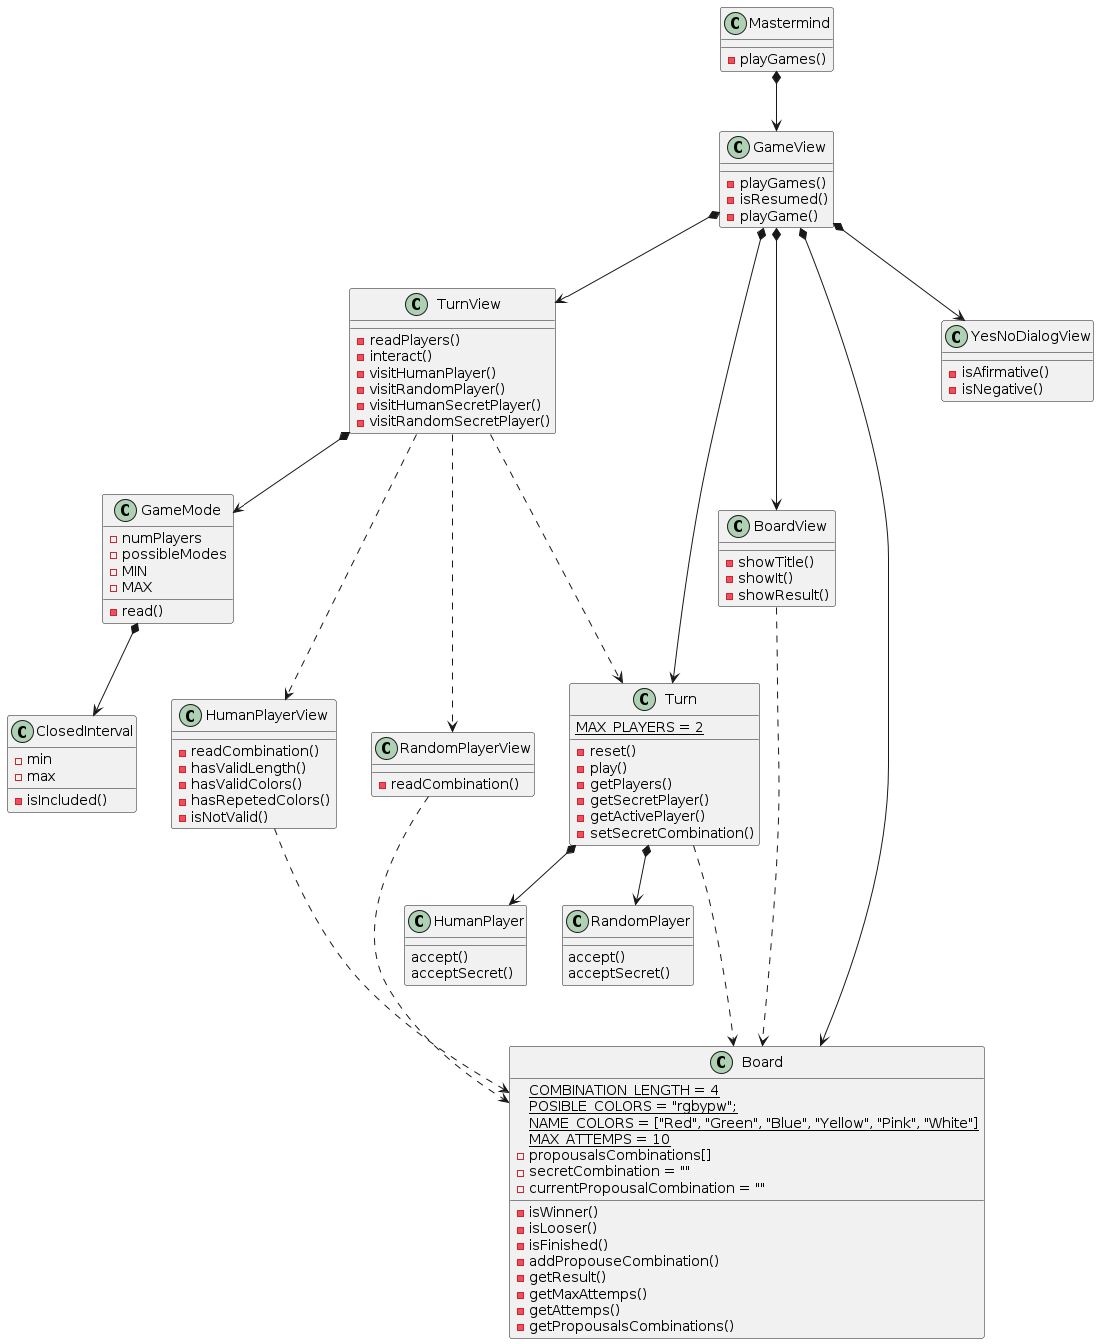 C Mastermind
playGames()
C GameView
playGames()
isResumed()
playGame()
C TurnView
readPlayers()
interact()
visitHumanPlayer()
visitRandomPlayer()
visitHumanSecretPlayer()
visitRandomSecretPlayer()
C YesNoDialogView
isAfirmative()
isNegative()
C GameMode
numPlayers
possibleModes
MIN
MAX
read()
C BoardView
showTitle()
showIt()
showResult()
C ClosedInterval
min
max
isIncluded()
C HumanPlayerView
readCombination()
hasValidLength()
hasValidColors()
hasRepetedColors()
isNotValid()
C RandomPlayerView
readCombination()
C Turn
MAX_PLAYERS = 2
reset()
play()
getPlayers()
getSecretPlayer()
getActivePlayer()
setSecretCombination()
C HumanPlayer
accept()
acceptSecret()
C RandomPlayer
accept()
acceptSecret()
C Board
COMBINATION_LENGTH = 4
POSIBLE_COLORS = "rgbypw";
NAME_COLORS = ["Red", "Green", "Blue", "Yellow", "Pink", "White"]
MAX_ATTEMPS = 10
propousalsCombinations[]
secretCombination = ""
currentPropousalCombination = ""
isWinner()
isLooser()
isFinished()
addPropouseCombination()
getResult()
getMaxAttemps()
getAttemps()
getPropousalsCombinations()